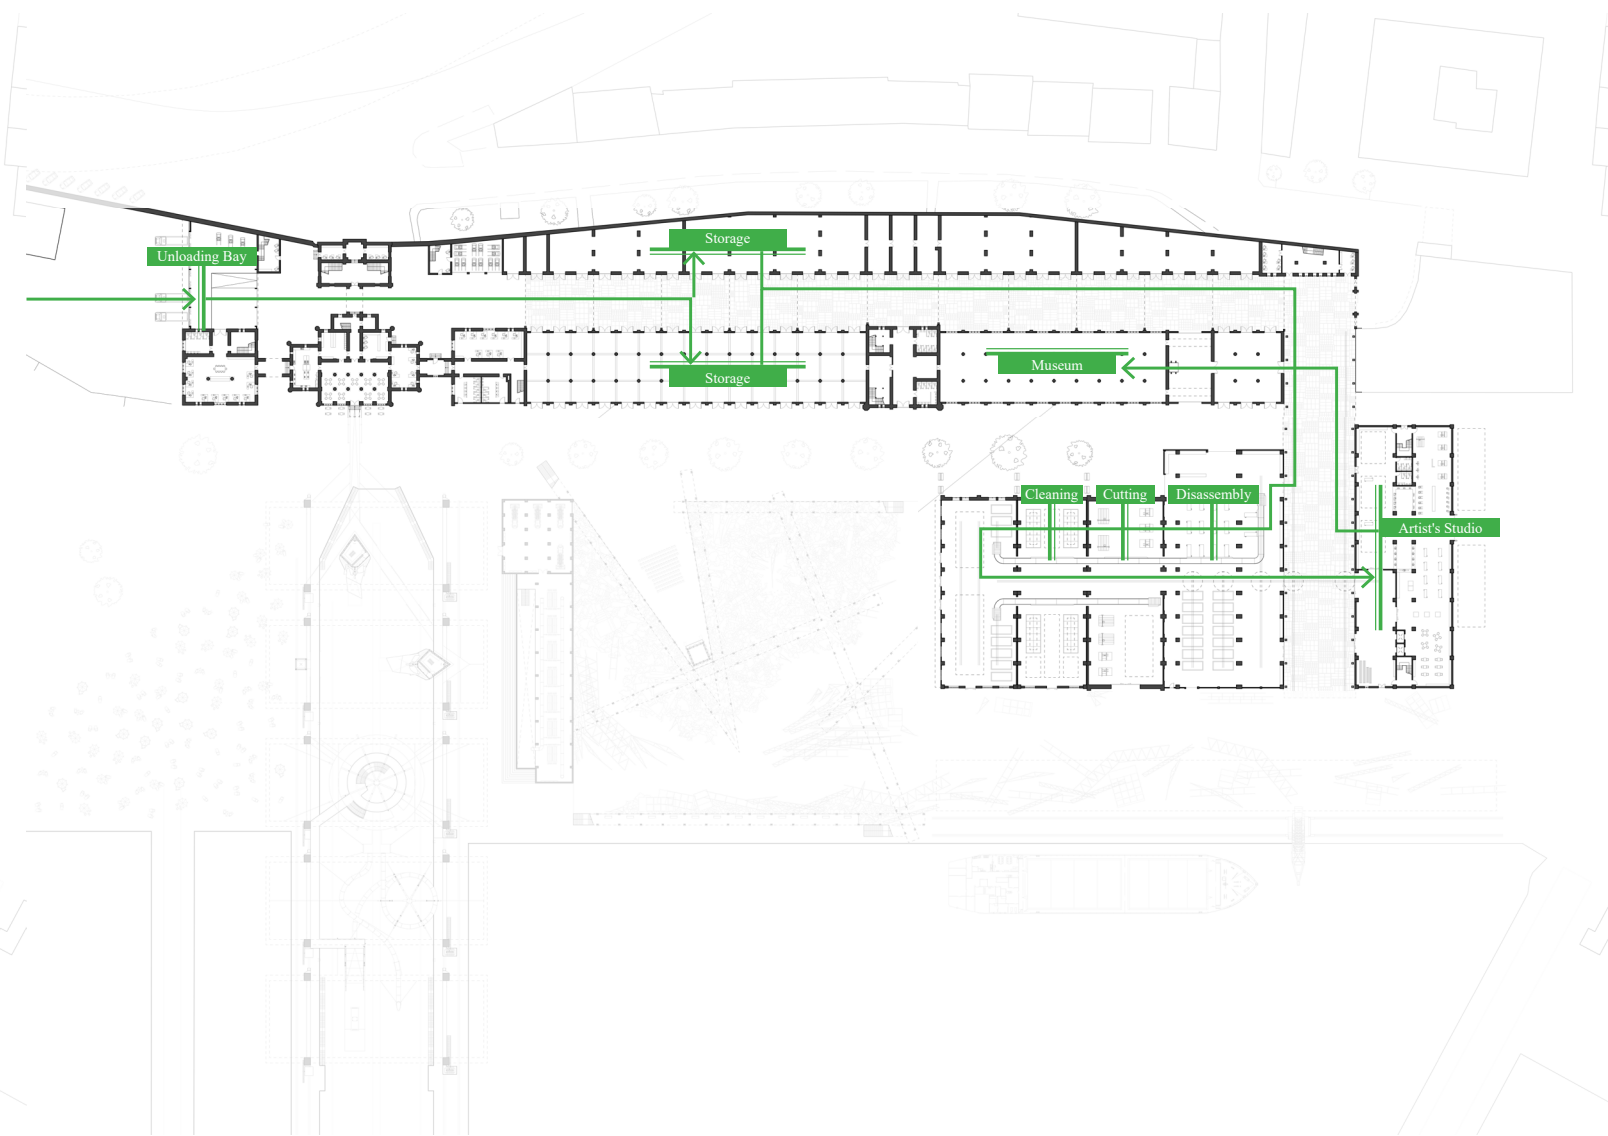 Storage
Unloading Bay
Museum
Storage
Cleaning
Cutting
Disassembly
Artist's Studio